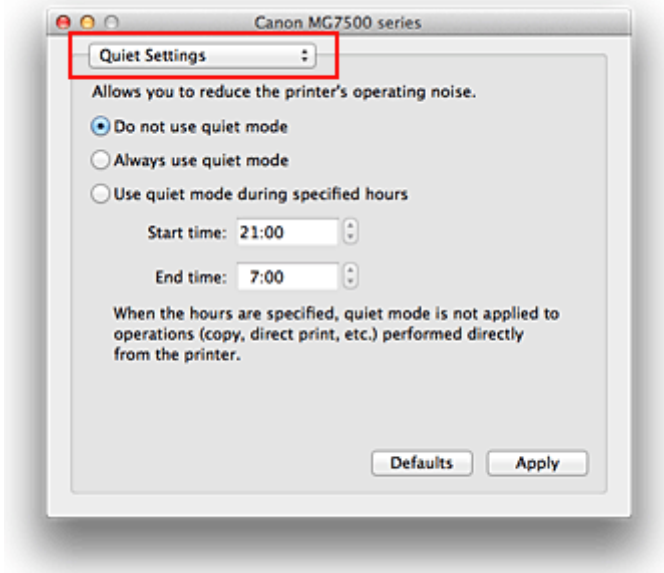 Canon MG7500 series
Quiet Settings
Allows you to reduce the printer's operating noise.
Do not use quiet mode
Always use quiet mode
Use quiet mode during specified hours
Start time: 21:00
End time: 7:00
When the hours are specified, quiet mode is not applied to
operations (copy, direct print, etc.) performed directly
from the printer.
Defaults Apply